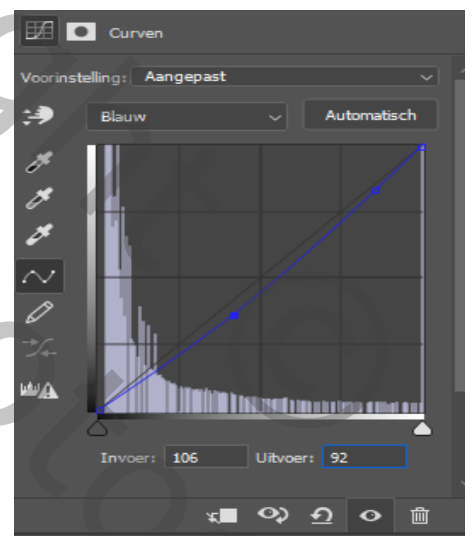 Curven
Voorinstelling: Aangepast
Blauw Automatisch
Invoer: 106 Uitvoer: 92